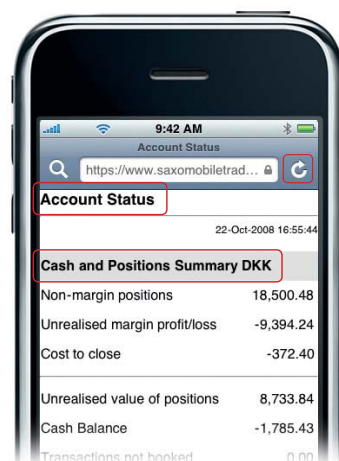 9:42 AM
Account Status
https://www.saxomobiletrad...
Account Status
22-Oct-2008 16:55:44
Cash and Positions Summary DKK
Non-margin positions 18,500.48
Unrealised margin profit/loss -9,394.24
Cost to close -372.40
Unrealised value of positions 8,733.84
Cash Balance -1,785.43
Transactions not booked 0.00